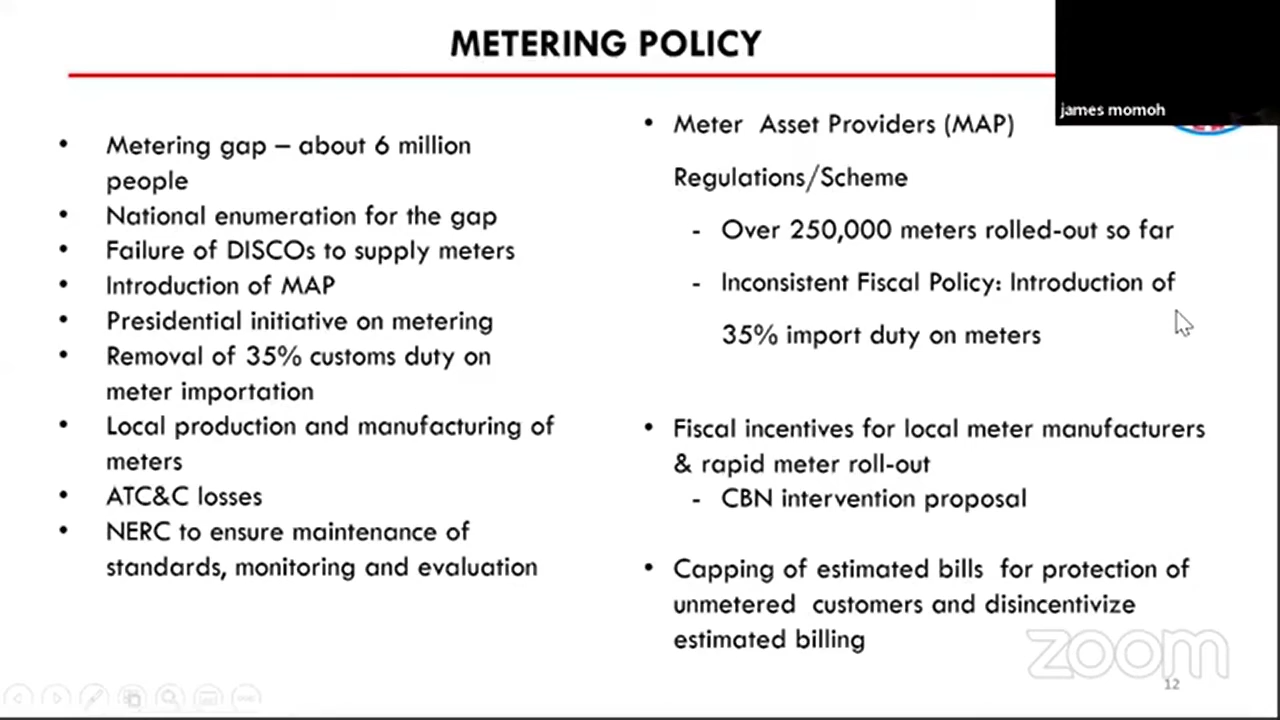 METERING POLICY
james momoh
• Metering gap – about 6 million
people
• National enumeration for the gap
• Failure of DISCOs to supply meters
• Introduction of MAP
• Presidential initiative on metering
• Removal of 35% customs duty on
meter importation
• Local production and manufacturing of
meters
• ATC&C losses
• NERC to ensure maintenance of
standards, monitoring and evaluation
• Meter Asset Providers (MAP)
Regulations/Scheme
- Over 250,000 meters rolled-out so far
- Inconsistent Fiscal Policy: Introduction of
35% import duty on meters
• Fiscal incentives for local meter manufacturers
& rapid meter roll-out
- CBN intervention proposal
• Capping of estimated bills for protection of
unmetered customers and disincentivize
estimated billing
zoom
12